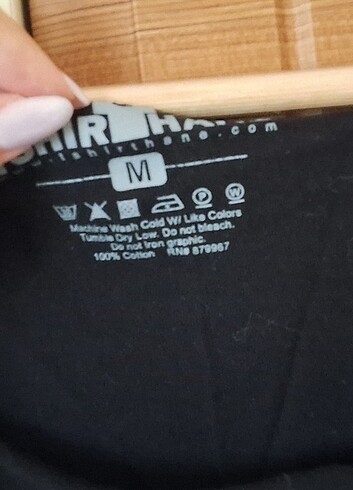 M
Machine Wash Cold W/ Like Colors
Tumble Dry Low. Do not bleach.
Do not iron graphic.
100% Cotton RN# 879967